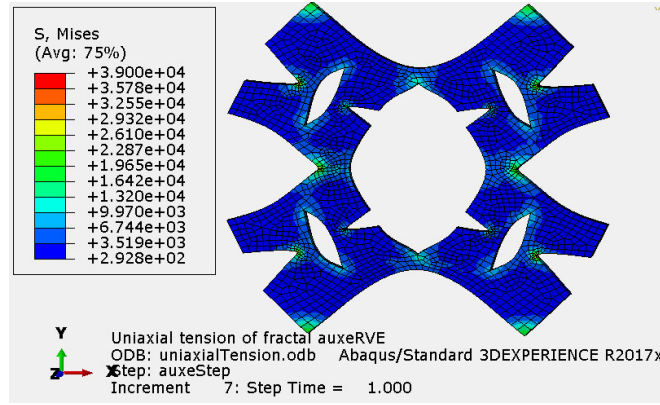 S, Mises
(Avg: 75%)
+3.900e+04
+3.578e+04
+3.255e+04
+2.932e+04
+2.610e+04
+2.287e+04
+1.965e+04
+1.642e+04
+1.320e+04
+9.970e+03
+6.744e+03
+3.519e+03
+2.928e+02
Y
Z
X
Uniaxial tension of fractal auxeRVE
ODB: uniaxialTension.odb Abaqus/Standard 3DEXPERIENCE R2017x
Step: auxeStep
Increment 7: Step Time = 1.000